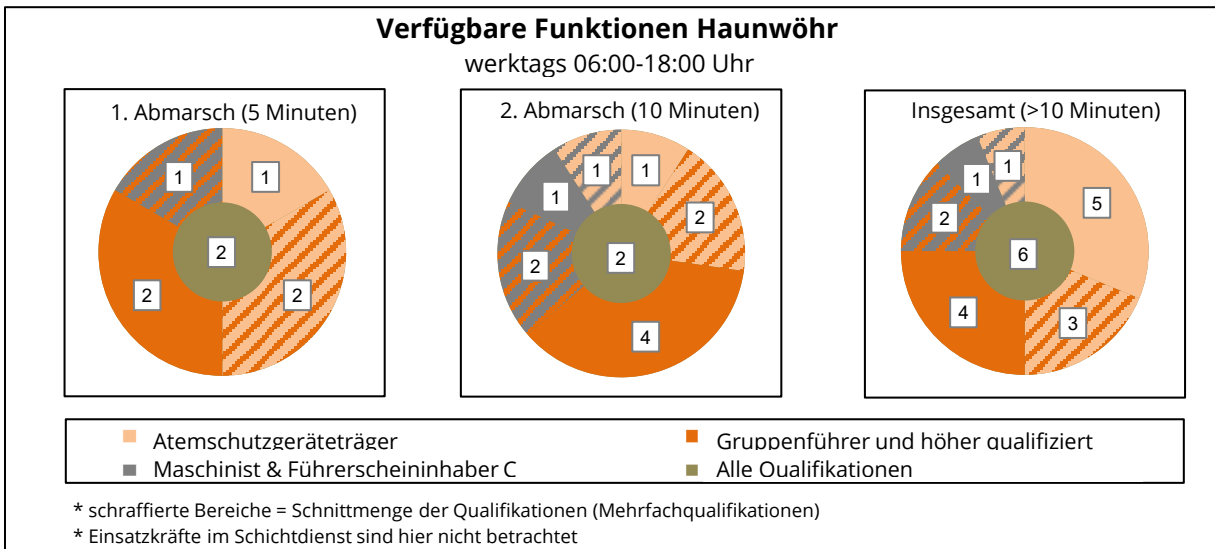 Verfügbare Funktionen Haunwöhr
werktags 06:00-18:00 Uhr
1. Abmarsch (5 Minuten)
1
1
2
2
2
2. Abmarsch (10 Minuten)
1
1
1
2
2
2
4
Insgesamt (>10 Minuten)
1
1
5
2
6
4
3
Atemschutzgeräteträger
Gruppenführer und höher qualifiziert
Maschinist & Führerscheininhaber C
Alle Qualifikationen
* schraffierte Bereiche = Schnittmenge der Qualifikationen (Mehrfachqualifikationen)
* Einsatzkräfte im Schichtdienst sind hier nicht betrachtet